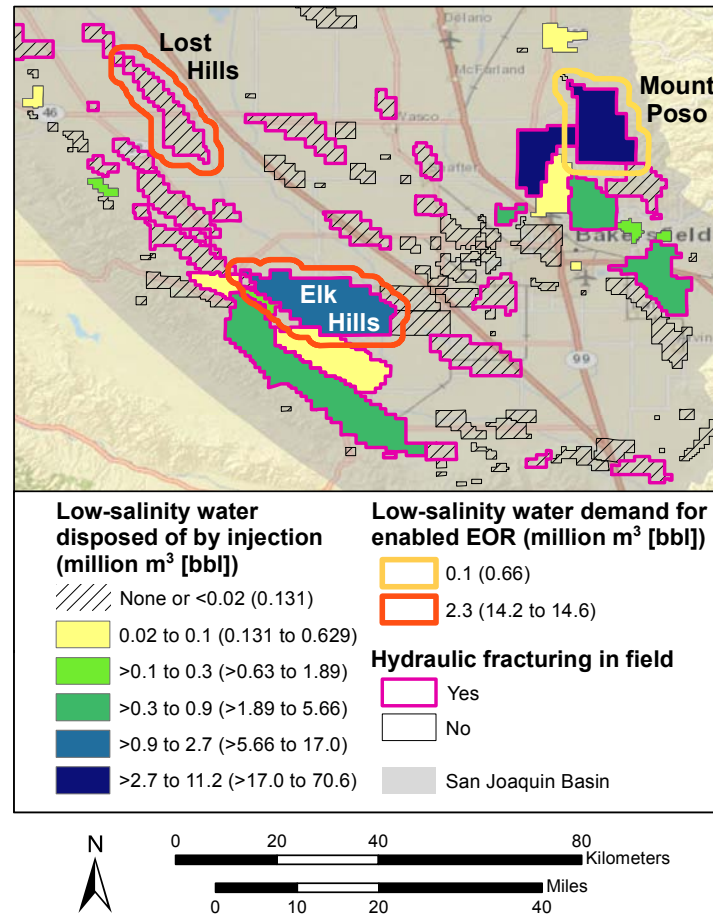 Delano
Lost
Hills
McFarland
Mount
Poso
46
Wasco
Bakersfield
Elk
Hills
99
Low-salinity water
disposed of by injection
(million m³ [bbl])
None or <0.02 (0.131)
0.02 to 0.1 (0.131 to 0.629)
>0.1 to 0.3 (>0.63 to 1.89)
>0.3 to 0.9 (>1.89 to 5.66)
>0.9 to 2.7 (>5.66 to 17.0)
>2.7 to 11.2 (>17.0 to 70.6)
Low-salinity water demand for
enabled EOR (million m³ [bbl])
0.1 (0.66)
2.3 (14.2 to 14.6)
Hydraulic fracturing in field
Yes
No
San Joaquin Basin
N
0 20 40 80
Kilometers
Miles
0 10 20 40